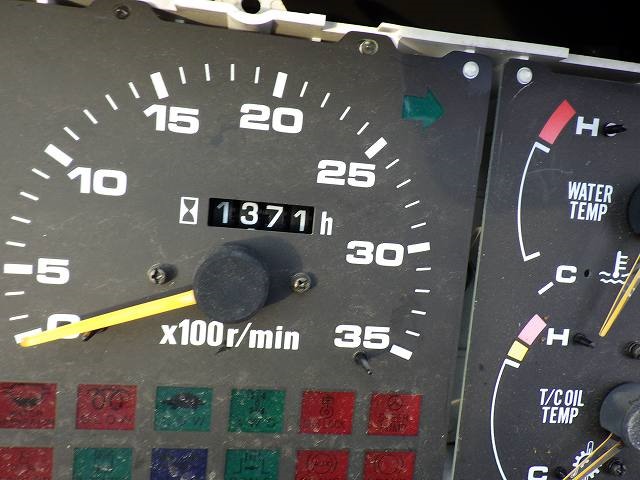 20
15
25
10
1371 h
30
5
0
x100r/min
35
H
WATER
TEMP
C
H
T/C OIL
TEMP
C